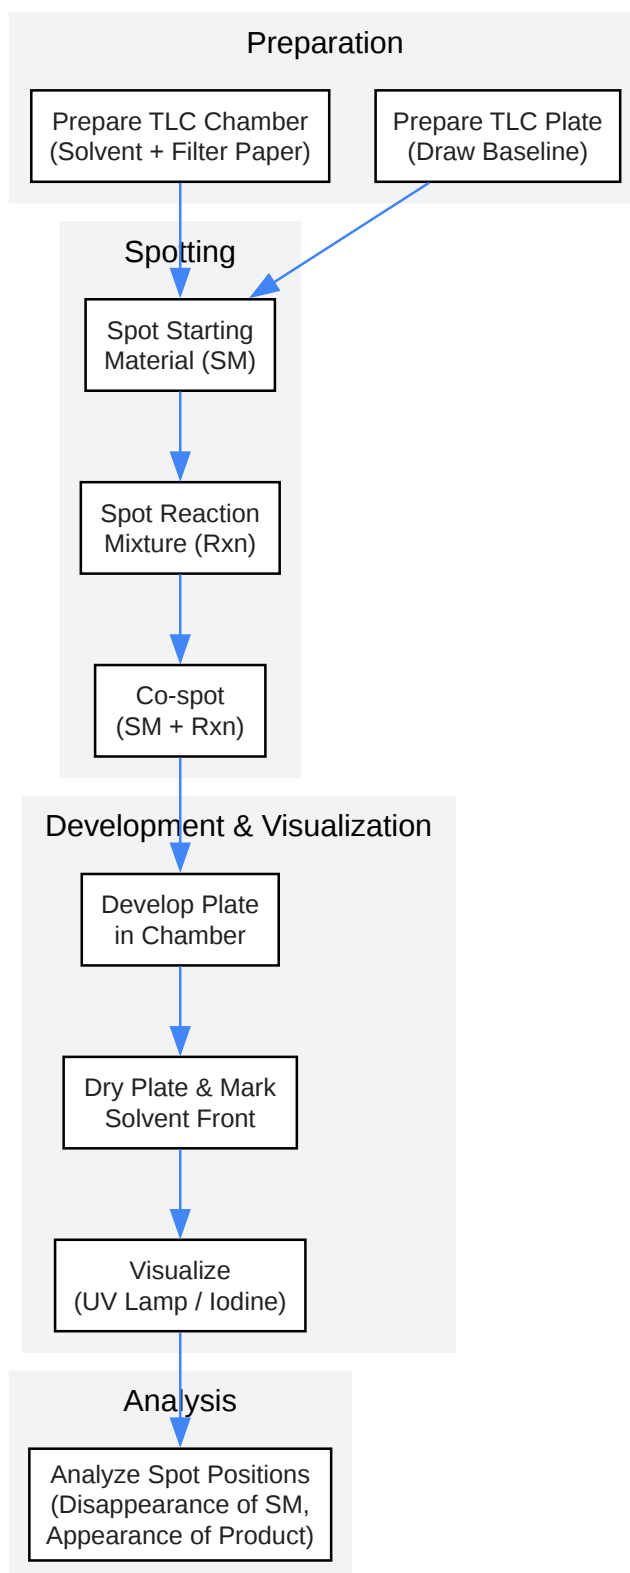 Preparation
Prepare TLC Chamber
(Solvent + Filter Paper)
Prepare TLC Plate
(Draw Baseline)
Spotting
Spot Starting
Material (SM)
Spot Reaction
Mixture (Rxn)
Co-spot
(SM + Rxn)
Development & Visualization
Develop Plate
in Chamber
Dry Plate & Mark
Solvent Front
Visualize
(UV Lamp / Iodine)
Analysis
Analyze Spot Positions
(Disappearance of SM,
Appearance of Product)